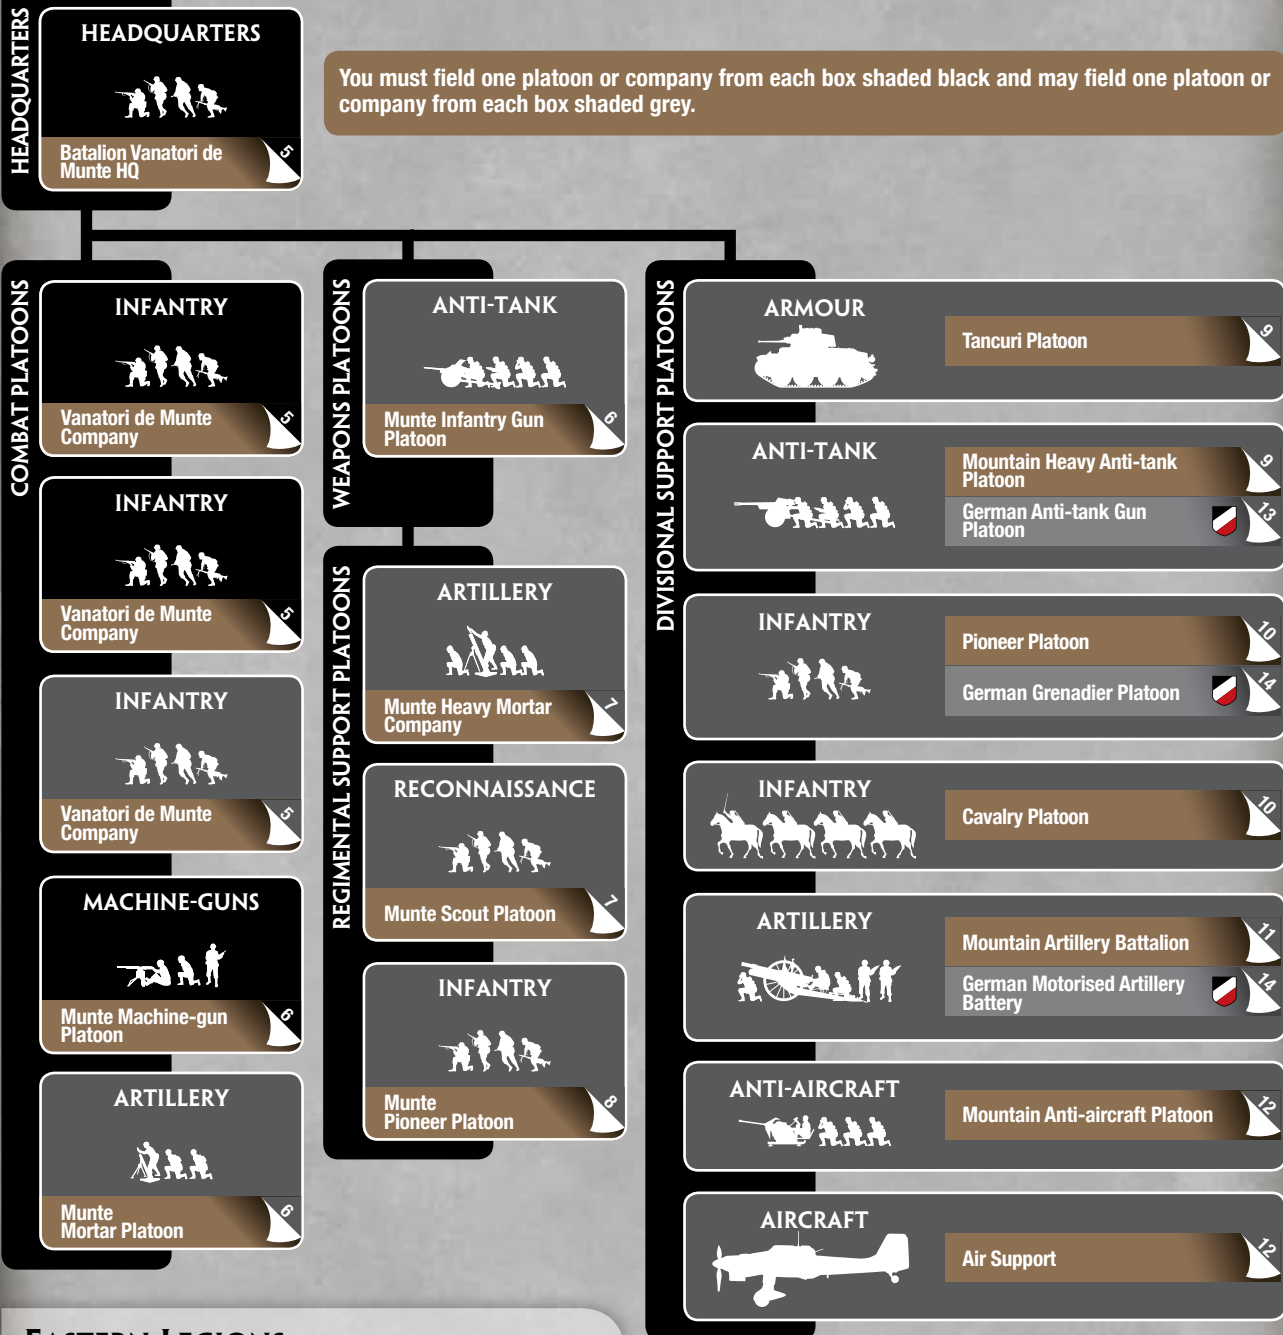 HEADQUARTERS
HEADQUARTERS
Batalion Vanatori de
Munte HQ
5
You must field one platoon or company from each box shaded black and may field one platoon or
company from each box shaded grey.
COMBAT PLATOONS
INFANTRY
Vanatori de Munte
Company
5
INFANTRY
Vanatori de Munte
Company
5
INFANTRY
Vanatori de Munte
Company
5
MACHINE-GUNS
Munte Machine-gun
Platoon
6
ARTILLERY
Munte
Mortar Platoon
6
WEAPONS PLATOONS
ANTI-TANK
Munte Infantry Gun
Platoon
6
REGIMENTAL SUPPORT PLATOONS
ARTILLERY
Munte Heavy Mortar
Company
7
RECONNAISSANCE
Munte Scout Platoon
7
INFANTRY
Munte
Pioneer Platoon
8
DIVISIONAL SUPPORT PLATOONS
ARMOUR
Tancuri Platoon
9
ANTI-TANK
Mountain Heavy Anti-tank
Platoon
9
German Anti-tank Gun
Platoon
13
INFANTRY
Pioneer Platoon
10
German Grenadier Platoon
14
INFANTRY
Cavalry Platoon
10
ARTILLERY
Mountain Artillery Battalion
11
German Motorised Artillery
Battery
14
ANTI-AIRCRAFT
Mountain Anti-aircraft Platoon
12
AIRCRAFT
Air Support
12
EASTERN LEGIONS